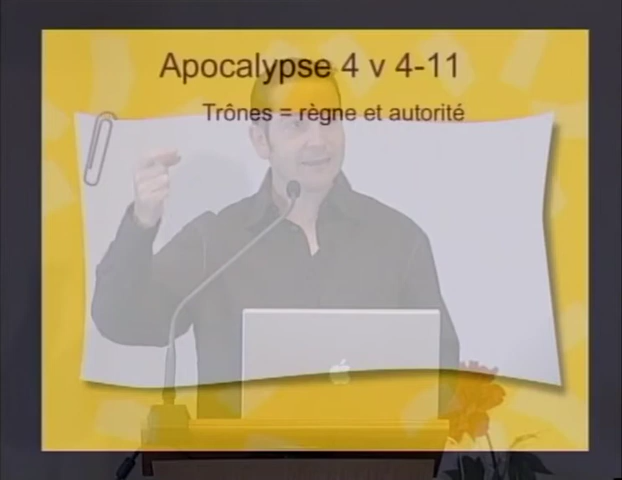 Apocalypse 4 v 4-11
Trônes = règne et autorité